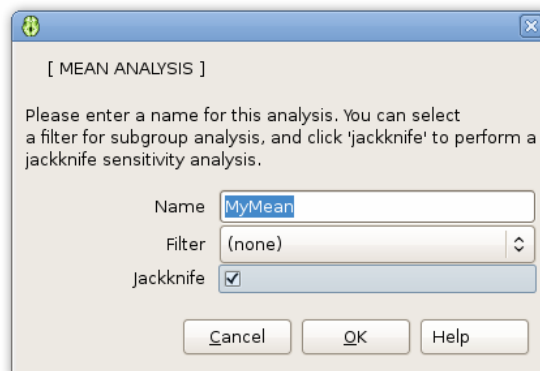 [ MEAN ANALYSIS ]
Please enter a name for this analysis. You can select
a filter for subgroup analysis, and click 'jackknife' to perform a
jackknife sensitivity analysis.
Name MyMean
Filter (none)
Jackknife
Cancel OK Help